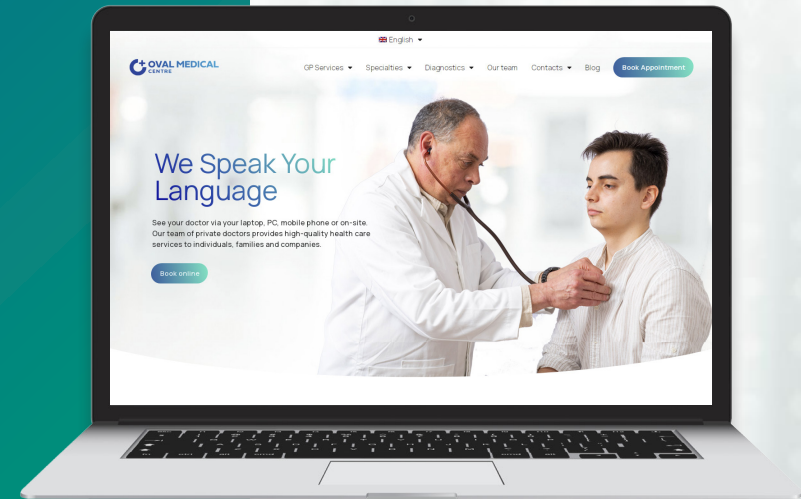 English
OVAL MEDICAL
CENTRE
GP Services Specialties Diagnostics Our team Contacts Blog Book Appointment
We Speak Your
Language
See your doctor via your laptop, PC, mobile phone or on-site.
Our team of private doctors provides high-quality health care
services to individuals, families and companies.
Book online